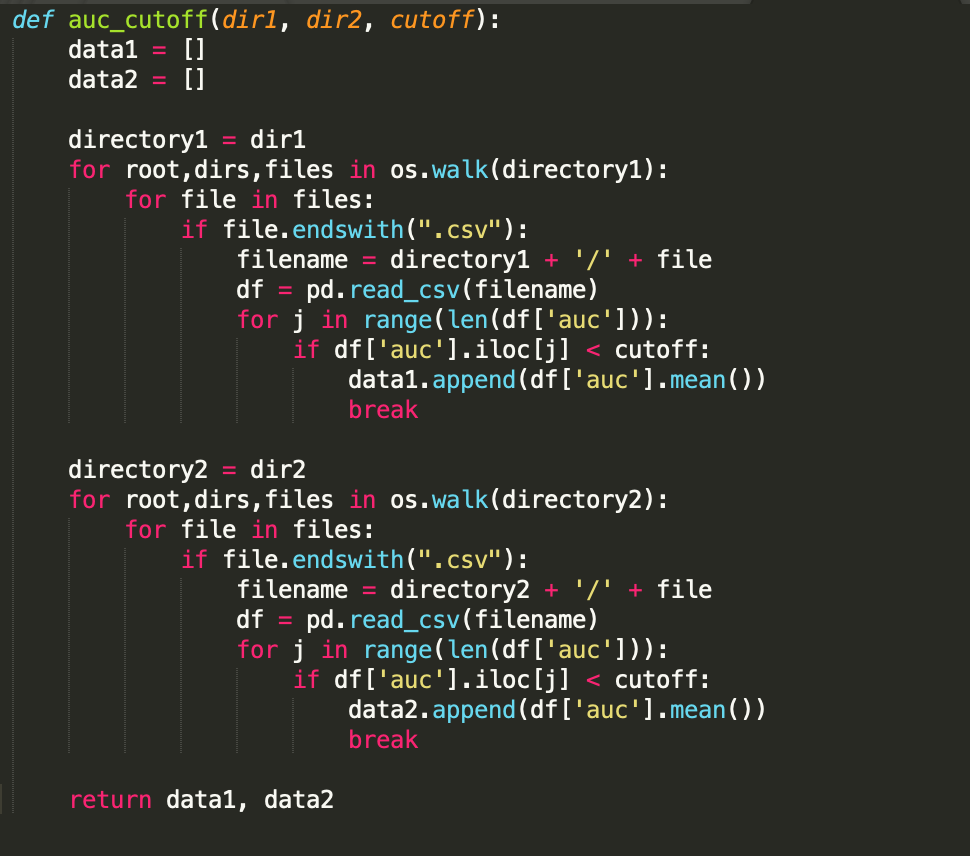 def auc_cutoff(dir1, dir2, cutoff):
    data1 = []
    data2 = []

    directory1 = dir1
    for root,dirs,files in os.walk(directory1):
        for file in files:
            if file.endswith(".csv"):
                filename = directory1 + '/' + file
                df = pd.read_csv(filename)
                for j in range(len(df['auc'])):
                    if df['auc'].iloc[j] < cutoff:
                        data1.append(df['auc'].mean())
                        break

    directory2 = dir2
    for root,dirs,files in os.walk(directory2):
        for file in files:
            if file.endswith(".csv"):
                filename = directory2 + '/' + file
                df = pd.read_csv(filename)
                for j in range(len(df['auc'])):
                    if df['auc'].iloc[j] < cutoff:
                        data2.append(df['auc'].mean())
                        break

    return data1, data2